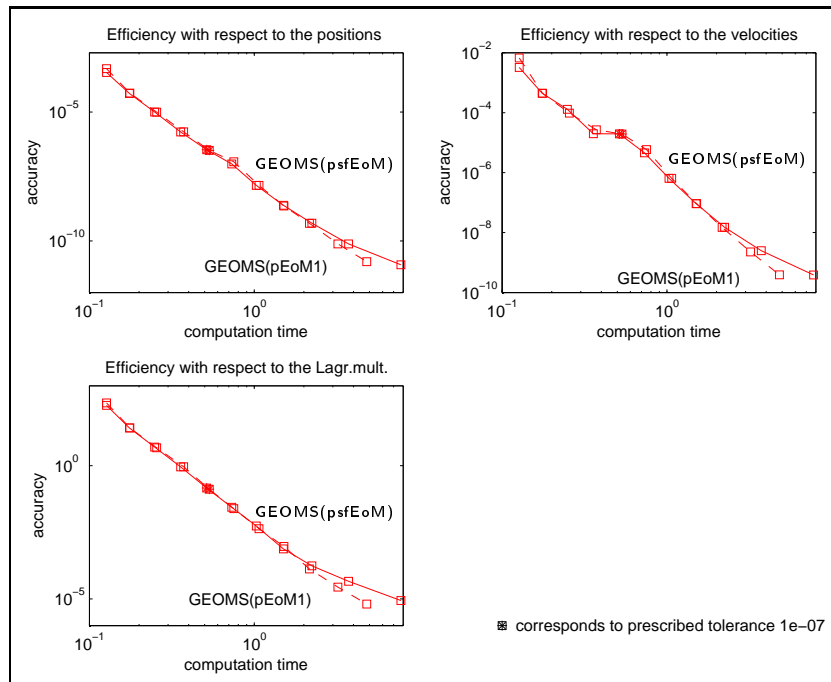 Efficiency with respect to the positions
10^−5
10^−10
accuracy
GEOMS(psfEoM)
GEOMS(pEoM1)
10^−1
10^0
computation time
Efficiency with respect to the velocities
10^−2
10^−4
10^−6
10^−8
10^−10
accuracy
GEOMS(psfEoM)
GEOMS(pEoM1)
10^−1
10^0
computation time
Efficiency with respect to the Lagr.mult.
10^0
10^−5
accuracy
GEOMS(psfEoM)
GEOMS(pEoM1)
10^−1
10^0
computation time
corresponds to prescribed tolerance 1e−07